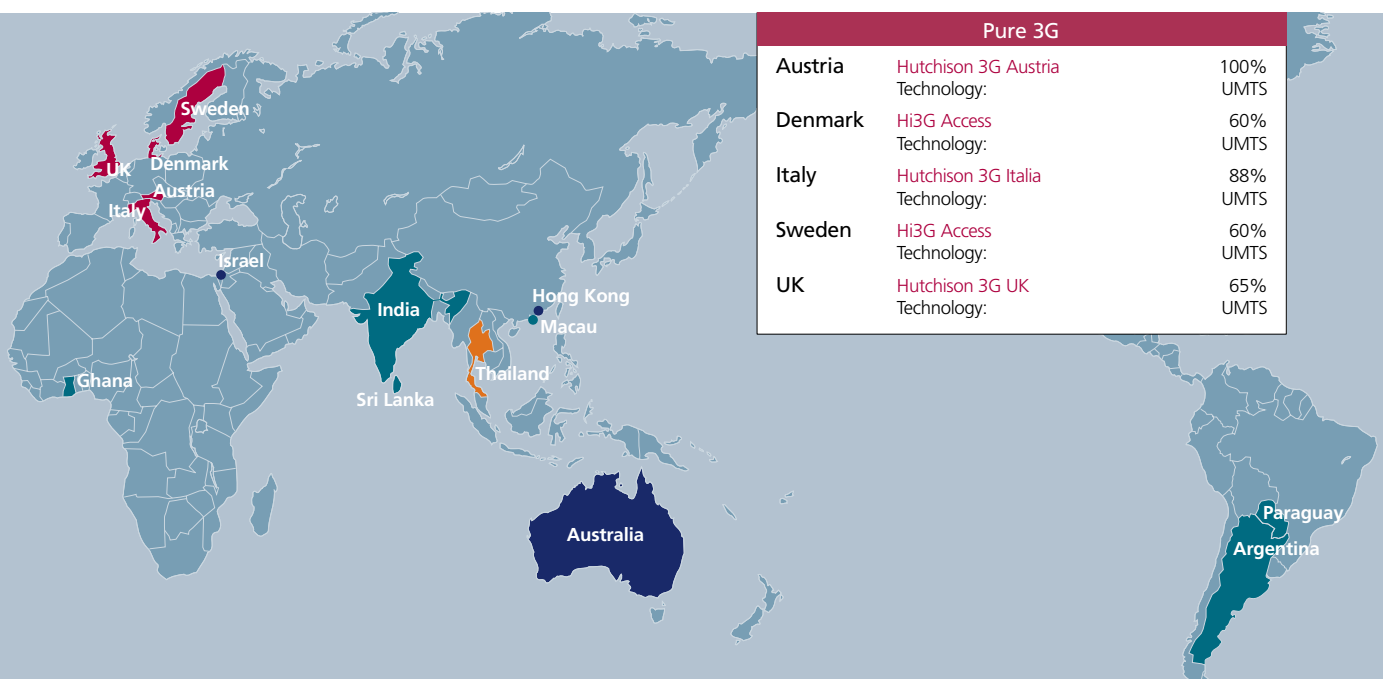 Pure 3G
Austria Hutchison 3G Austria 100%
Technology: UMTS
Denmark Hi3G Access 60%
Technology: UMTS
Italy Hutchison 3G Italia 88%
Technology: UMTS
Sweden Hi3G Access 60%
Technology: UMTS
UK Hutchison 3G UK 65%
Technology: UMTS
Sweden
UK
Denmark
Austria
Italy
Israel
India
Hong Kong
Macau
Ghana
Thailand
Sri Lanka
Australia
Paraguay
Argentina